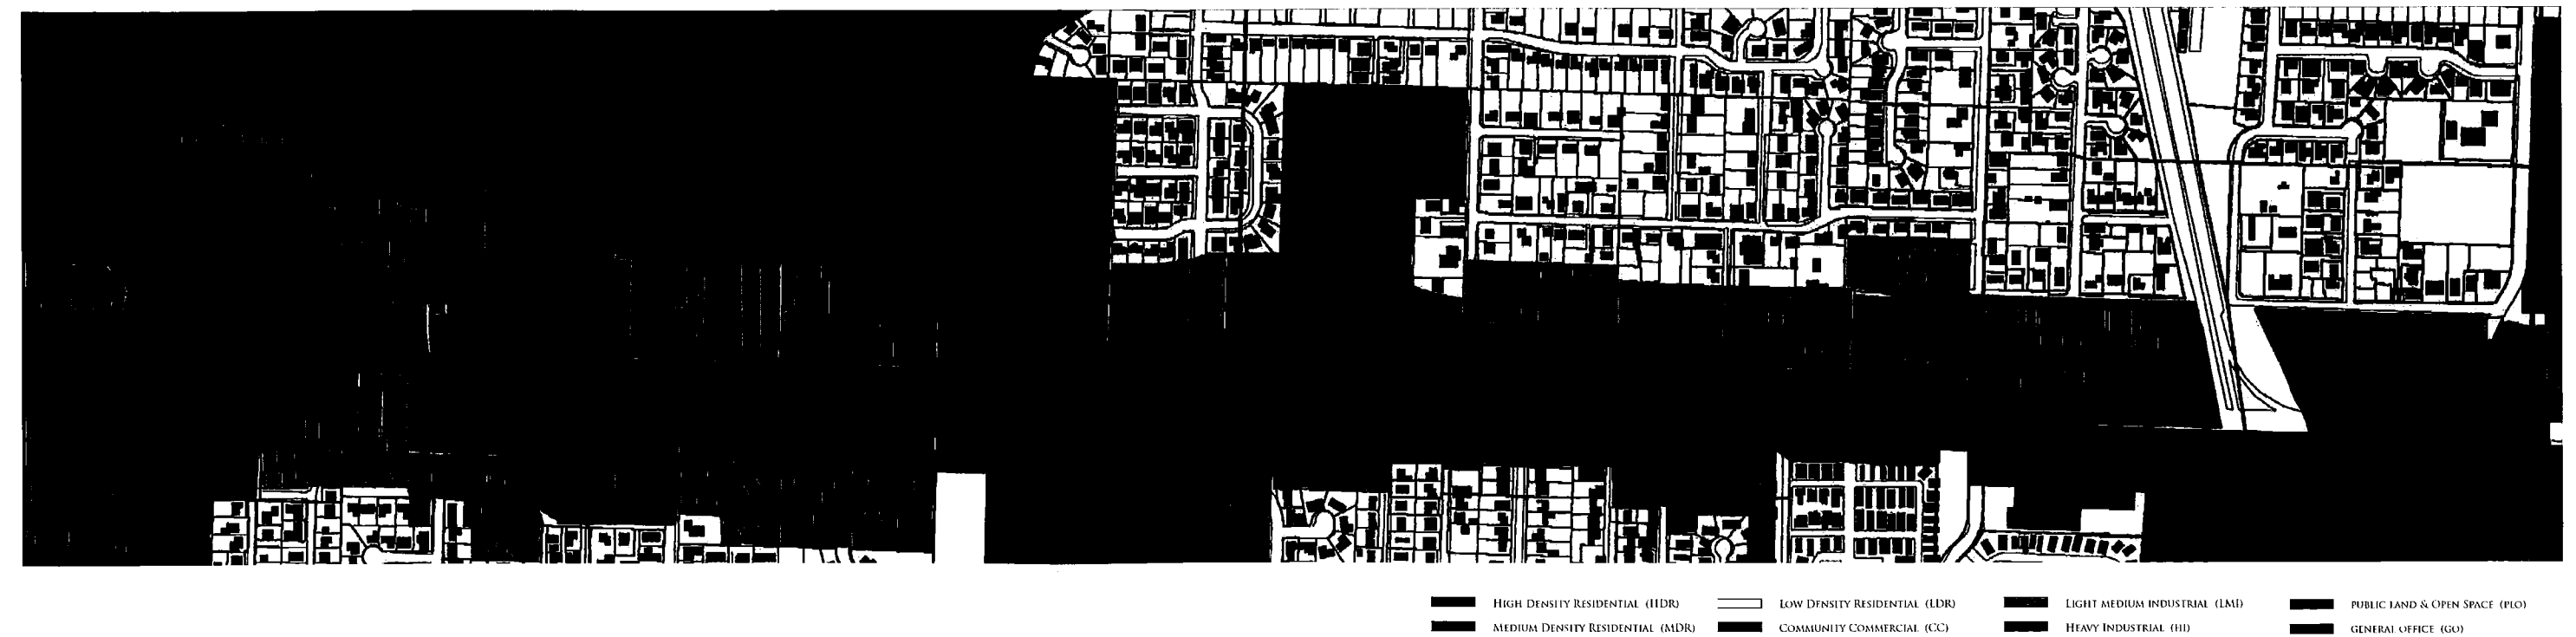 HIGH DENSITY RESIDENTIAL (HDR) LOW DENSITY RESIDENTIAL (LDR) LIGHT MEDIUM INDUSTRIAL (LMI) PUBLIC LAND & OPEN SPACE (PLO)
MEDIUM DENSITY RESIDENTIAL (MDR) COMMUNITY COMMERCIAL (CC) HEAVY INDUSTRIAL (HI) GENERAL OFFICE (GO)